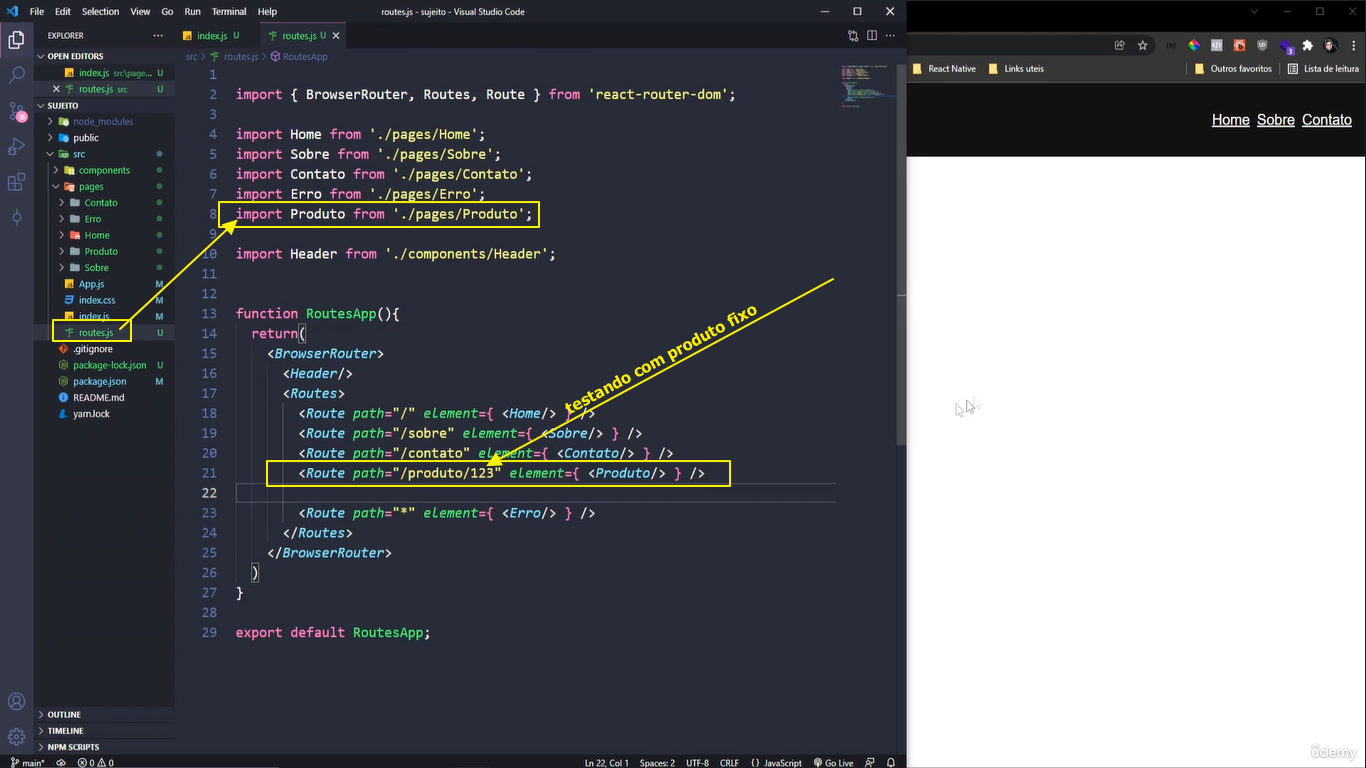 File Edit Selection View Go Run Terminal Help
routes.js - sujeito - Visual Studio Code
EXPLORER
OPEN EDITORS
index.js src\page... U
routes.js src U
SUJEITO
node_modules
public
src
components
pages
Contato
Erro
Home
Produto
Sobre
App.js M
index.css M
index.js M
routes.js U
.gitignore
package-lock.json U
package.json M
README.md
yarn.lock
OUTLINE
TIMELINE
NPM SCRIPTS
index.js U
routes.js U
src > routes.js > RoutesApp
1
2 import { BrowserRouter, Routes, Route } from 'react-router-dom';
3
4 import Home from './pages/Home';
5 import Sobre from './pages/Sobre';
6 import Contato from './pages/Contato';
7 import Erro from './pages/Erro';
8 import Produto from './pages/Produto';
9
10 import Header from './components/Header';
11
12
13 function RoutesApp(){
14 return(
15 <BrowserRouter>
16 <Header/>
17 <Routes>
18 <Route path="/" element={ <Home/> } />
19 <Route path="/sobre" element={ <Sobre/> } />
20 <Route path="/contato" element={ <Contato/> } />
21 <Route path="/produto/123" element={ <Produto/> } />
22
23 <Route path="*" element={ <Erro/> } />
24 </Routes>
25 </BrowserRouter>
26 )
27 }
28
29 export default RoutesApp;
testando com produto fixo
main* 0 0
Ln 22, Col 1 Spaces: 2 UTF-8 CRLF {} JavaScript Go Live
3
React Native Links uteis Outros favoritos Lista de leitura
Home Sobre Contato
ûdemy